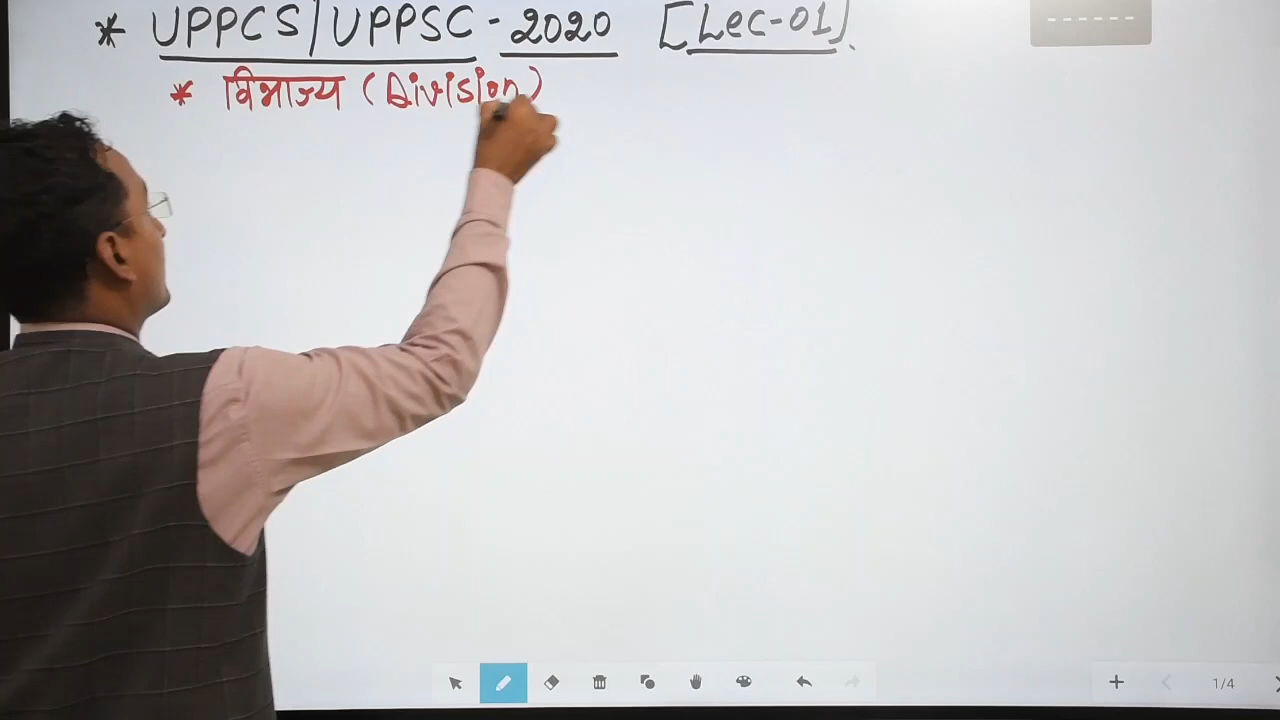 * UPPCS/UPPSC - 2020 [Lec-01].
* विभाज्य (Division)
1/4